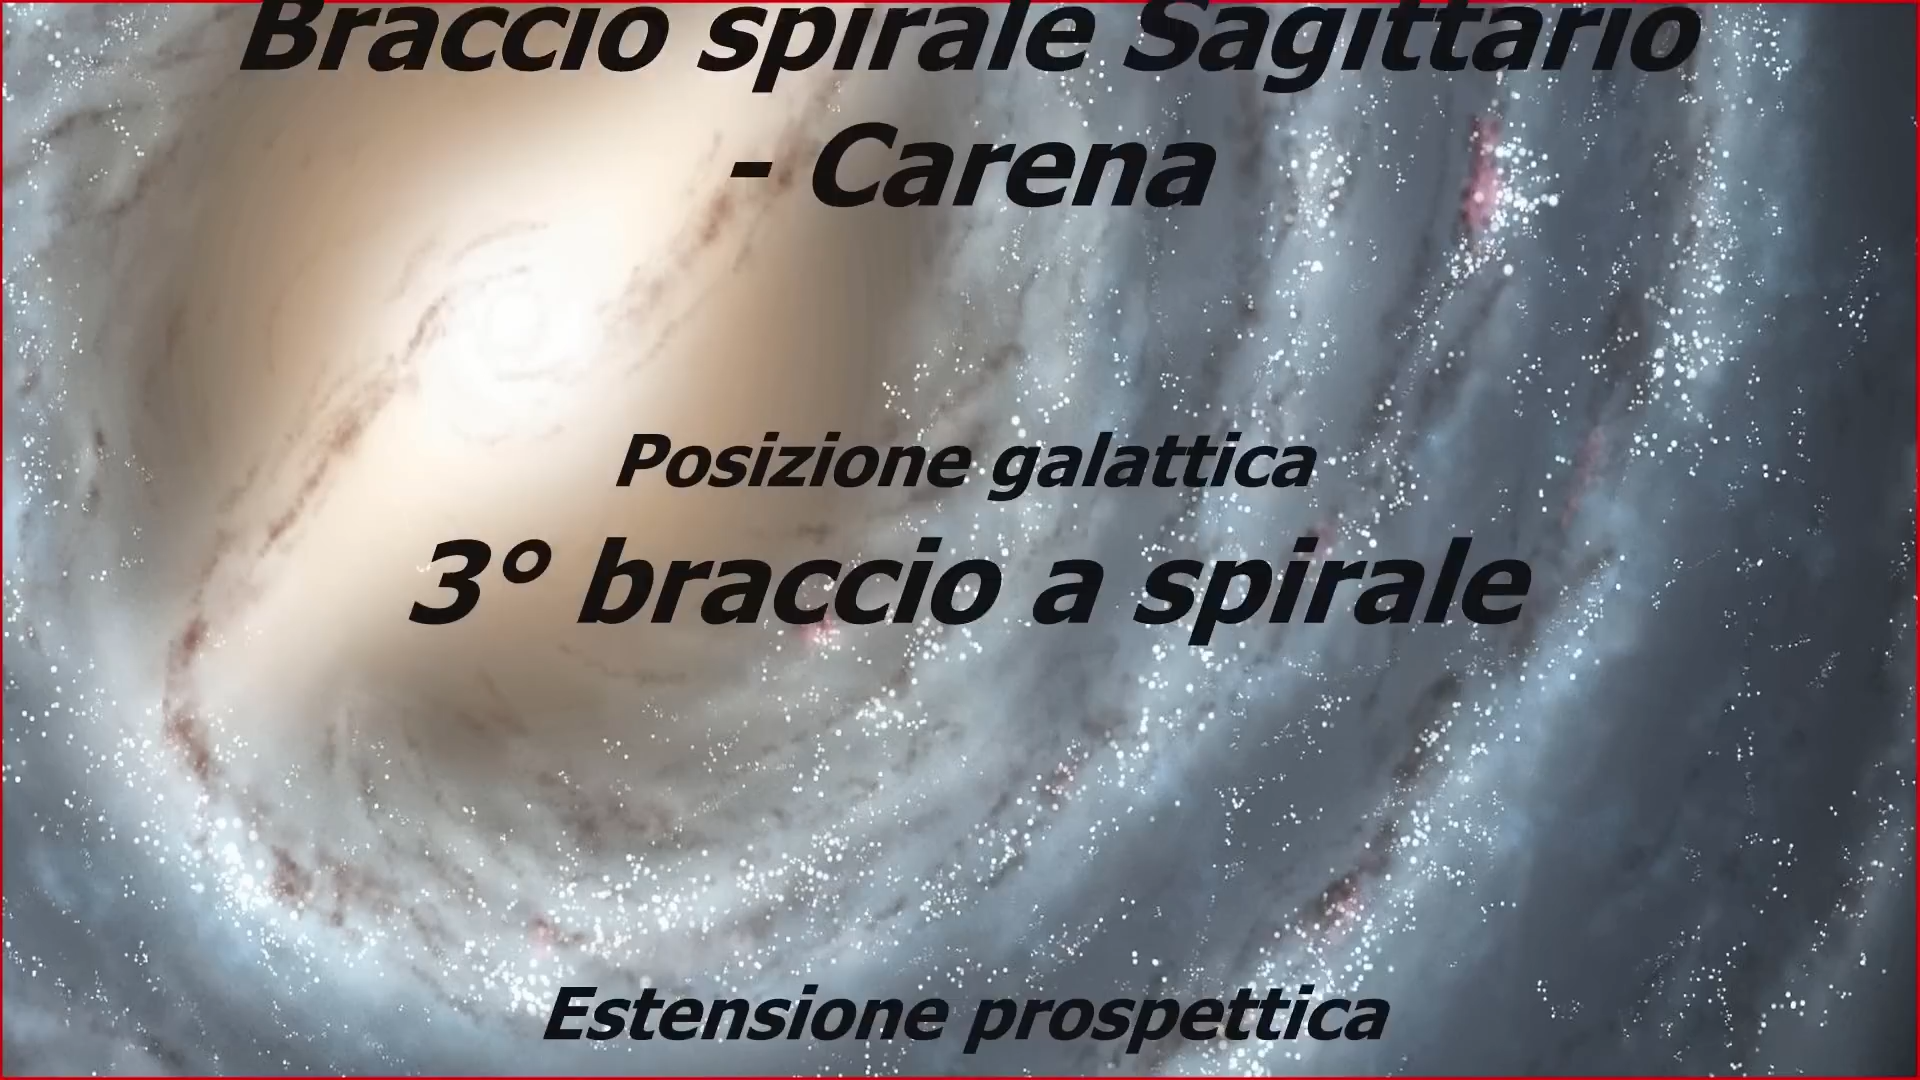 Braccio spirale Sagittario
- Carena
Posizione galattica
3° braccio a spirale
Estensione prospettica